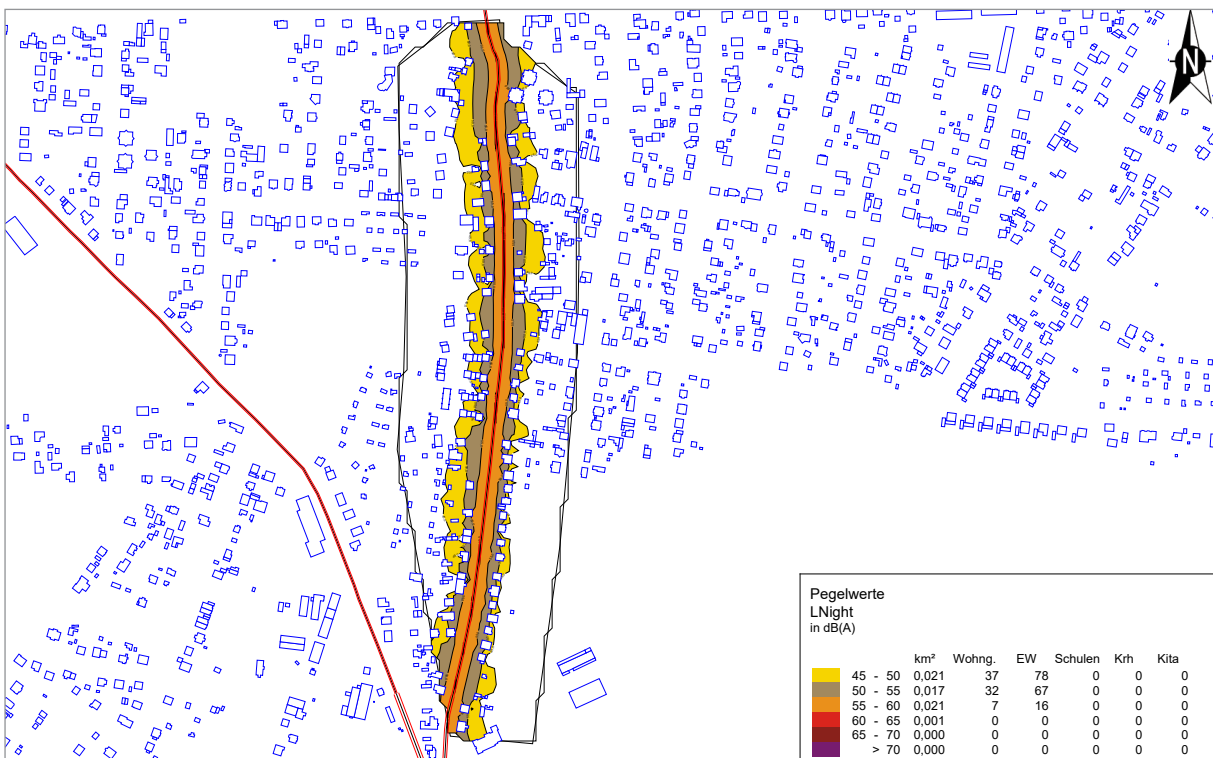 N
Pegelwerte
LNight
in dB(A)
km² Wohng. EW Schulen Krh Kita
45 - 50 0,021 37 78 0 0 0
50 - 55 0,017 32 67 0 0 0
55 - 60 0,021 7 16 0 0 0
60 - 65 0,001 0 0 0 0 0
65 - 70 0,000 0 0 0 0 0
> 70 0,000 0 0 0 0 0